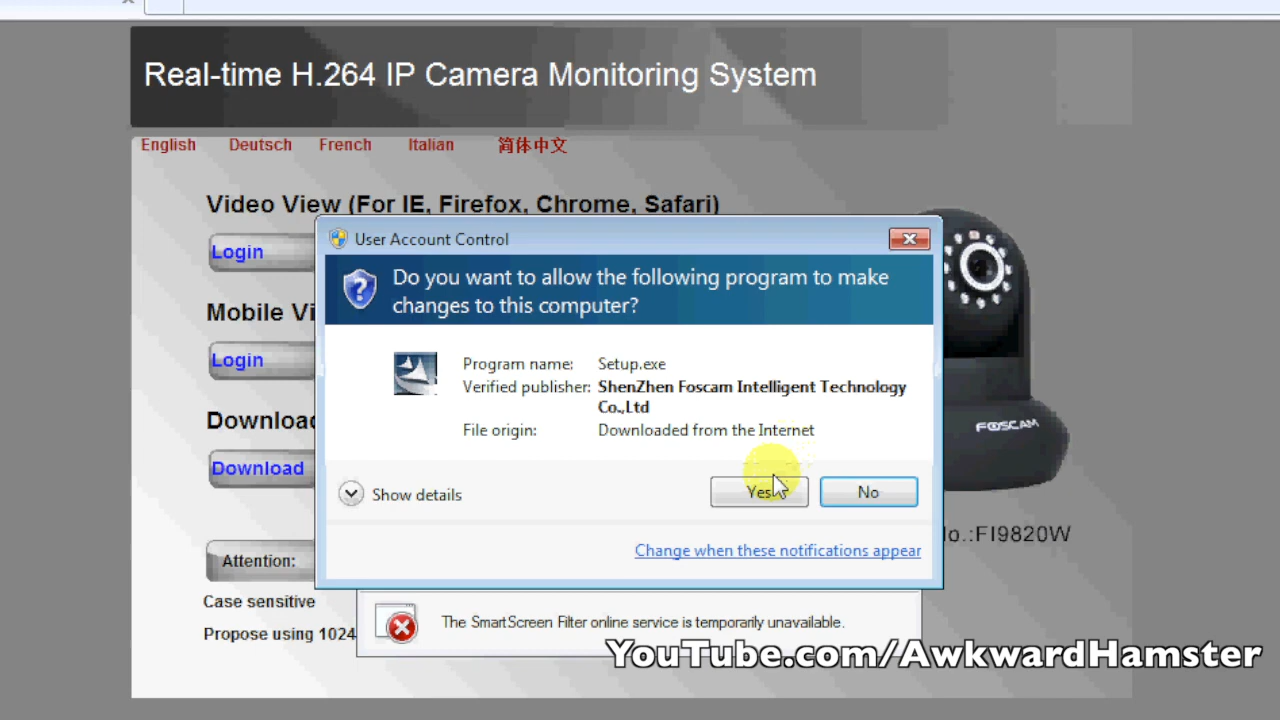 Real-time H.264 IP Camera Monitoring System
English Deutsch French Italian 简体中文
Video View (For IE, Firefox, Chrome, Safari)
Login
User Account Control
Do you want to allow the following program to make
changes to this computer?
Mobile Vi
Login
Program name: Setup.exe
Verified publisher: ShenZhen Foscam Intelligent Technology
Co.,Ltd
File origin: Downloaded from the Internet
Download
Download
FOSCAM
Show details
Yes
No
Change when these notifications appear
lo.:FI9820W
Attention:
Case sensitive
Propose using 1024
The SmartScreen Filter online service is temporarily unavailable.
YouTube.com/AwkwardHamster